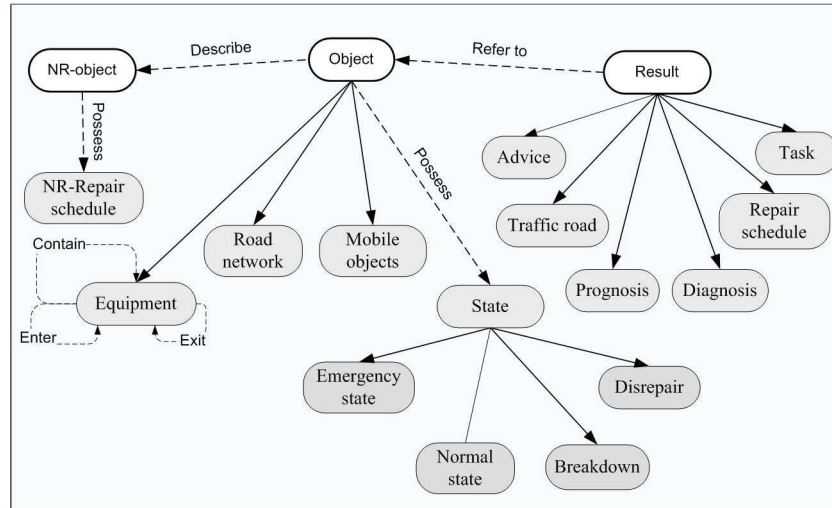 Describe
Refer to
NR-object
Object
Result
Possess
Possess
Advice
Task
NR-Repair
schedule
Traffic road
Repair
schedule
Contain
Road
network
Mobile
objects
Equipment
Prognosis
Diagnosis
State
Enter
Exit
Emergency
state
Disrepair
Normal
state
Breakdown